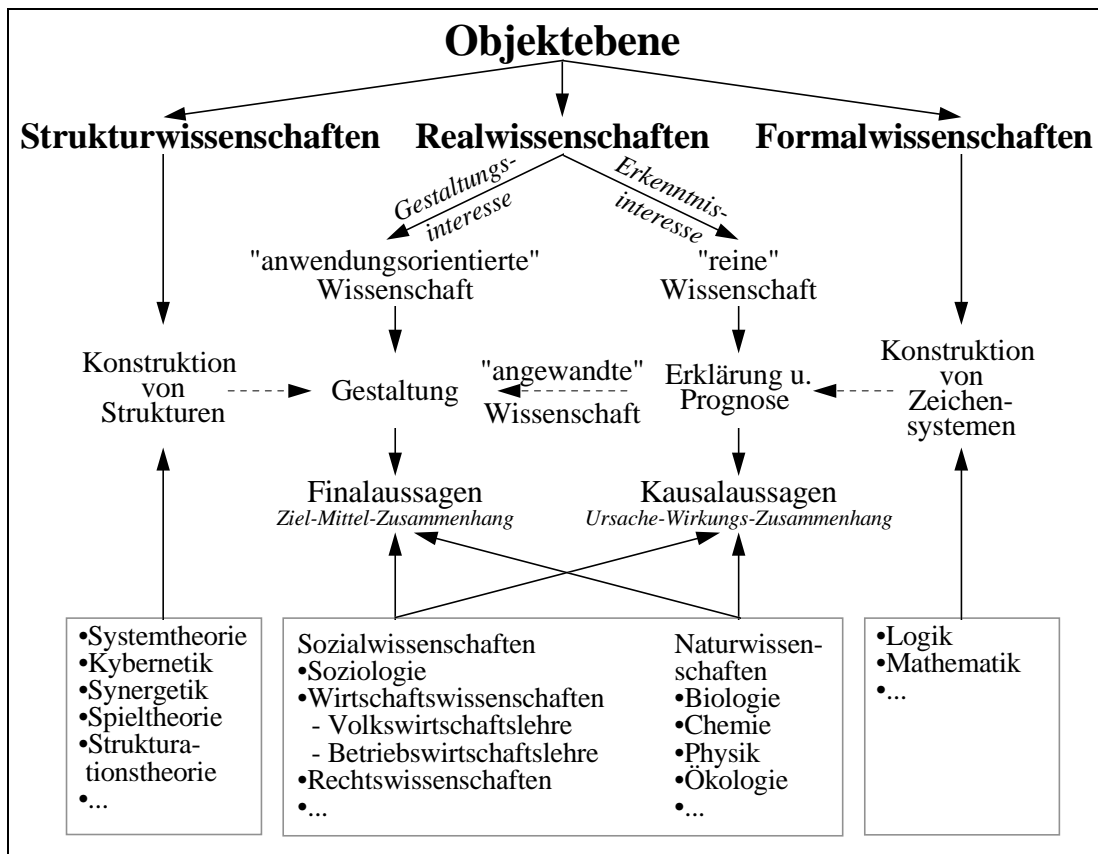 Objektebene
Strukturwissenschaften
Realwissenschaften
Formalwissenschaften
Gestaltungs-
interesse
Erkenntnis-
interesse
"anwendungsorientierte"
Wissenschaft
"reine"
Wissenschaft
Konstruktion
von
Strukturen
Gestaltung
"angewandte"
Wissenschaft
Erklärung u.
Prognose
Konstruktion
von
Zeichen-
systemen
Finalaussagen
Ziel-Mittel-Zusammenhang
Kausalaussagen
Ursache-Wirkungs-Zusammenhang
•Systemtheorie
•Kybernetik
•Synergetik
•Spieltheorie
•Struktura-
tionstheorie
•...
Sozialwissenschaften
•Soziologie
•Wirtschaftswissenschaften
- Volkswirtschaftslehre
- Betriebswirtschaftslehre
•Rechtswissenschaften
•...
Naturwissen-
schaften
•Biologie
•Chemie
•Physik
•Ökologie
•...
•Logik
•Mathematik
•...